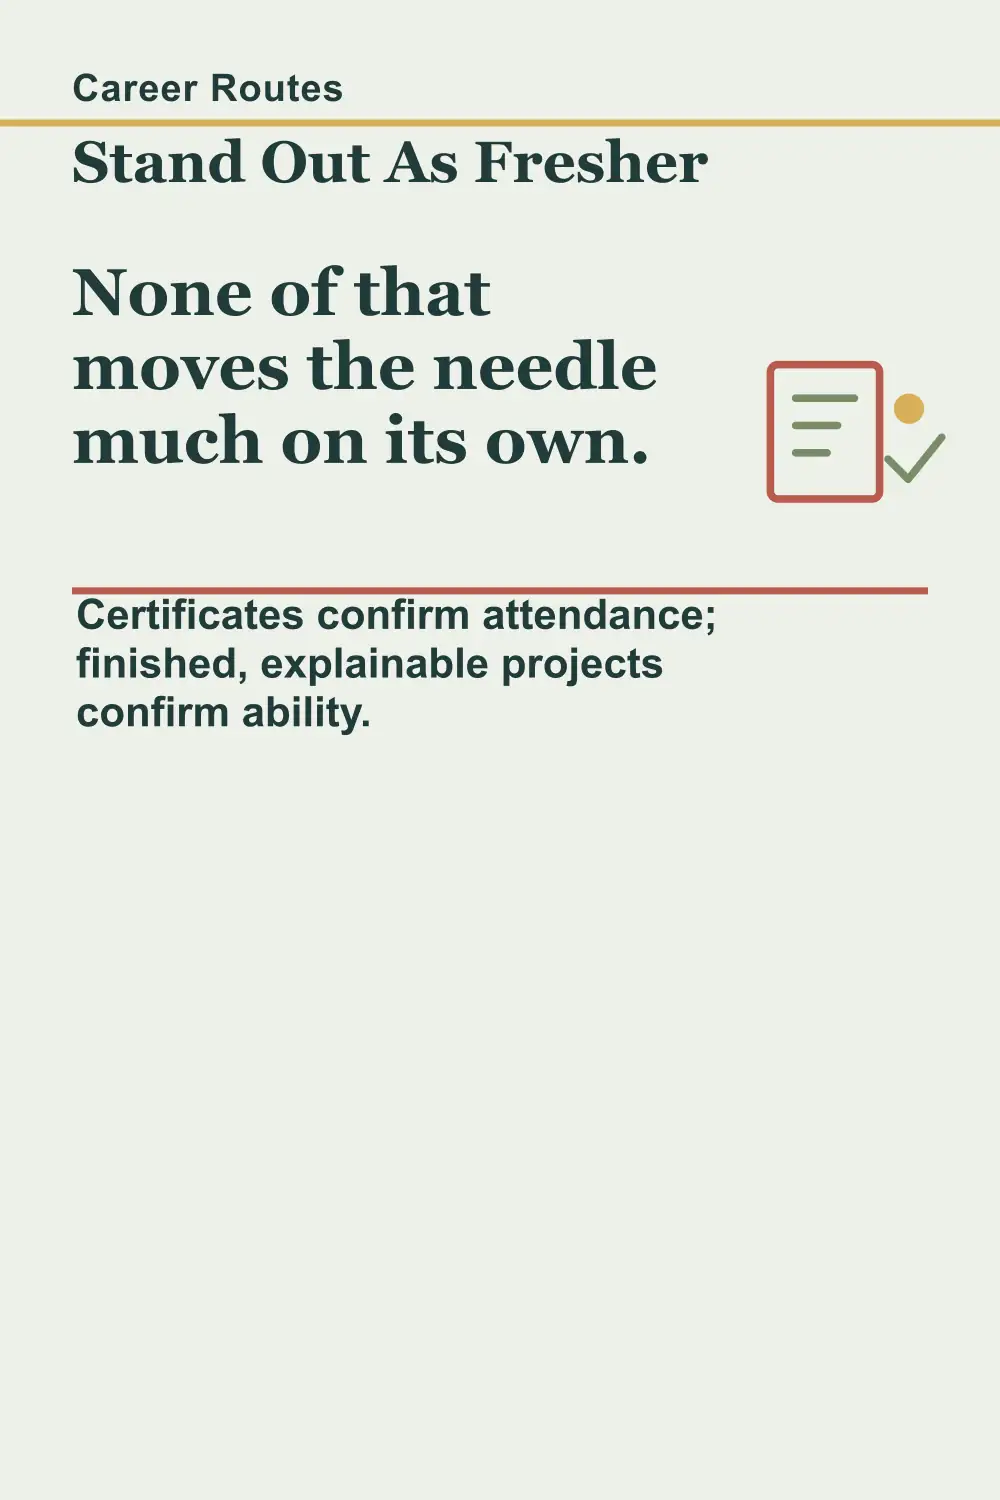 Career Routes
Stand Out As Fresher
None of that
moves the needle
much on its own.
Certificates confirm attendance;
finished, explainable projects
confirm ability.